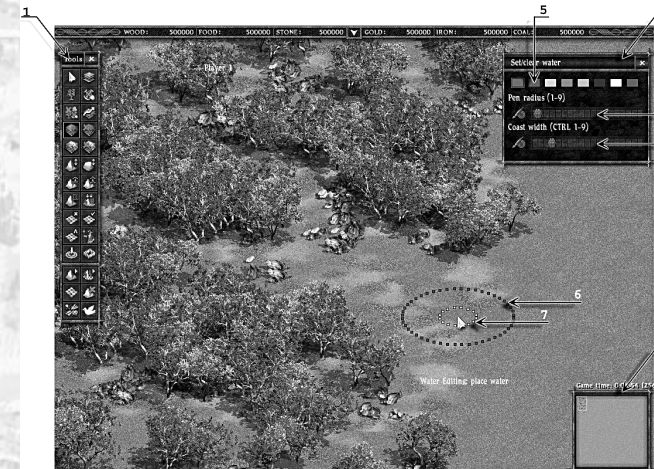 1
WOOD: 500000 FOOD: 500000 STONE: 500000 GOLD: 500000 IRON: 500000 COAL: 500000
5
Tools
Set/clear water
Player 1
Pen radius (1-9)
Coast width (CTRL 1-9)
6
7
Water Editing: place water
Game time: